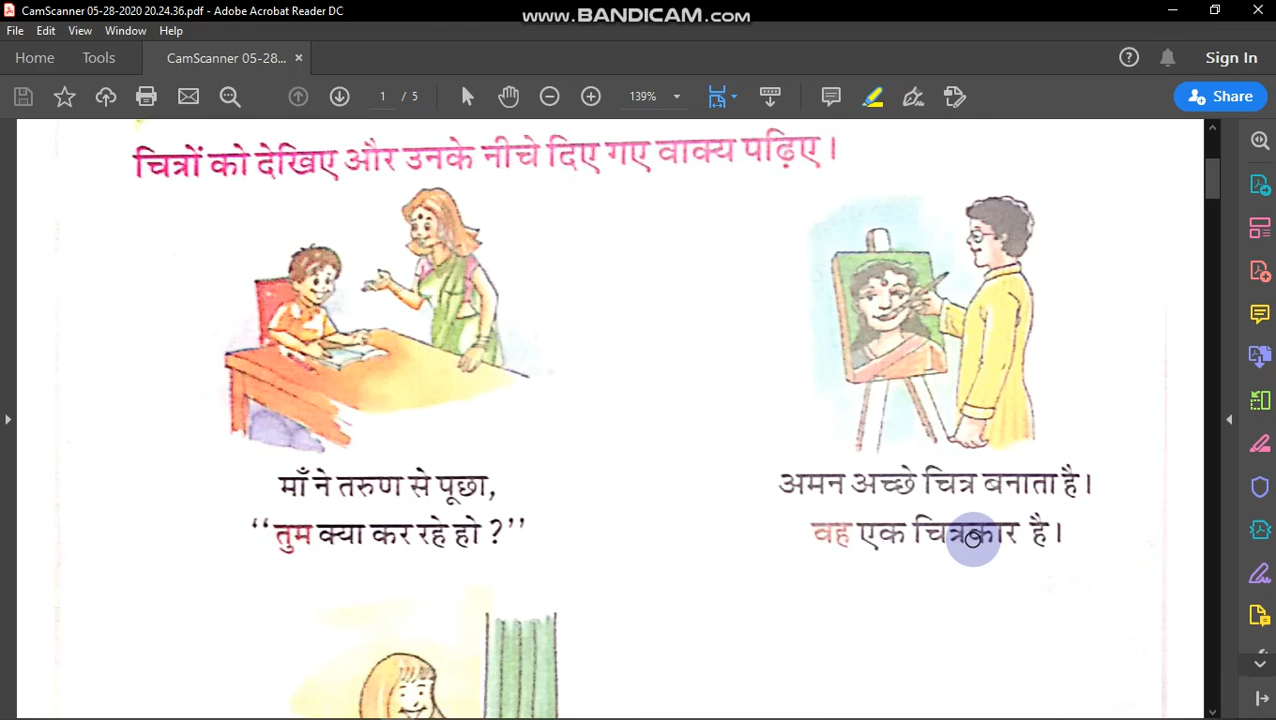 CamScanner 05-28-2020 20.24.36.pdf - Adobe Acrobat Reader DC
www.BANDICAM.com
File Edit View Window Help
Home Tools CamScanner 05-28... × Sign In
1 / 5 139% Share
चित्रों को देखिए और उनके नीचे दिए गए वाक्य पढ़िए।
माँ ने तरुण से पूछा,
‘‘तुम क्या कर रहे हो ?’’
अमन अच्छे चित्र बनाता है।
वह एक चित्रकार है।